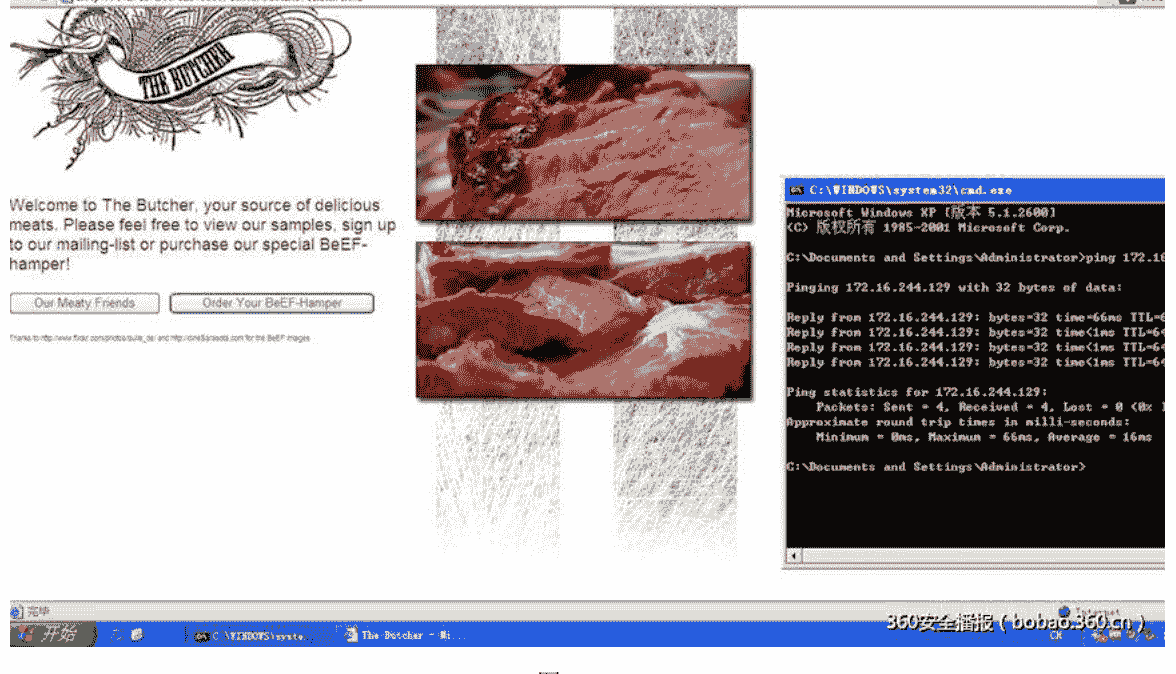 THE BUTCHER
Welcome to The Butcher, your source of delicious
meats. Please feel free to view our samples, sign up
to our mailing-list or purchase our special BeEF-
hamper!
Our Meaty Friends
Order Your BeEF-Hamper
C:\WINDOWS\system32\cmd.exe
Microsoft Windows XP [版本 5.1.2600]
(C) 版权所有 1985-2001 Microsoft Corp.
C:\Documents and Settings\Administrator>ping 172.16
Pinging 172.16.244.129 with 32 bytes of data:
Reply from 172.16.244.129: bytes=32 time=66ms TTL=6
Reply from 172.16.244.129: bytes=32 time<1ms TTL=64
Reply from 172.16.244.129: bytes=32 time<1ms TTL=64
Reply from 172.16.244.129: bytes=32 time<1ms TTL=64
Ping statistics for 172.16.244.129:
Packets: Sent = 4, Received = 4, Lost = 0 (0%
Approximate round trip times in milli-seconds:
Minimum = 0ms, Maximum = 66ms, Average = 16ms
C:\Documents and Settings\Administrator>
完毕
Internet
开始
C:\WINDOWS\syste...
The Butcher - Mi...
360安全播报(bobao.360.cn)
CH